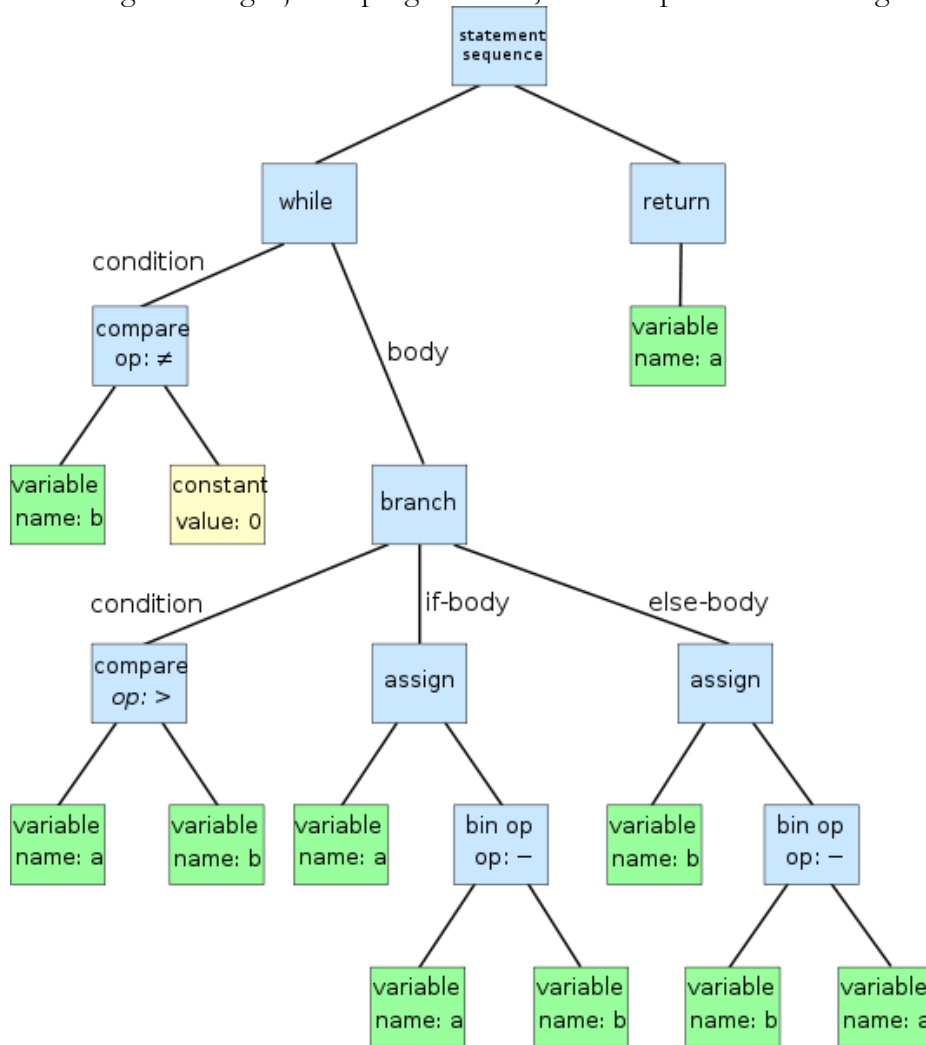 statement
sequence
while
return
condition
compare
op: ≠
body
variable
name: a
variable
name: b
constant
value: 0
branch
condition
if-body
else-body
compare
op: >
assign
assign
variable
name: a
variable
name: b
variable
name: a
bin op
op: −
variable
name: b
bin op
op: −
variable
name: a
variable
name: b
variable
name: b
variable
name: a